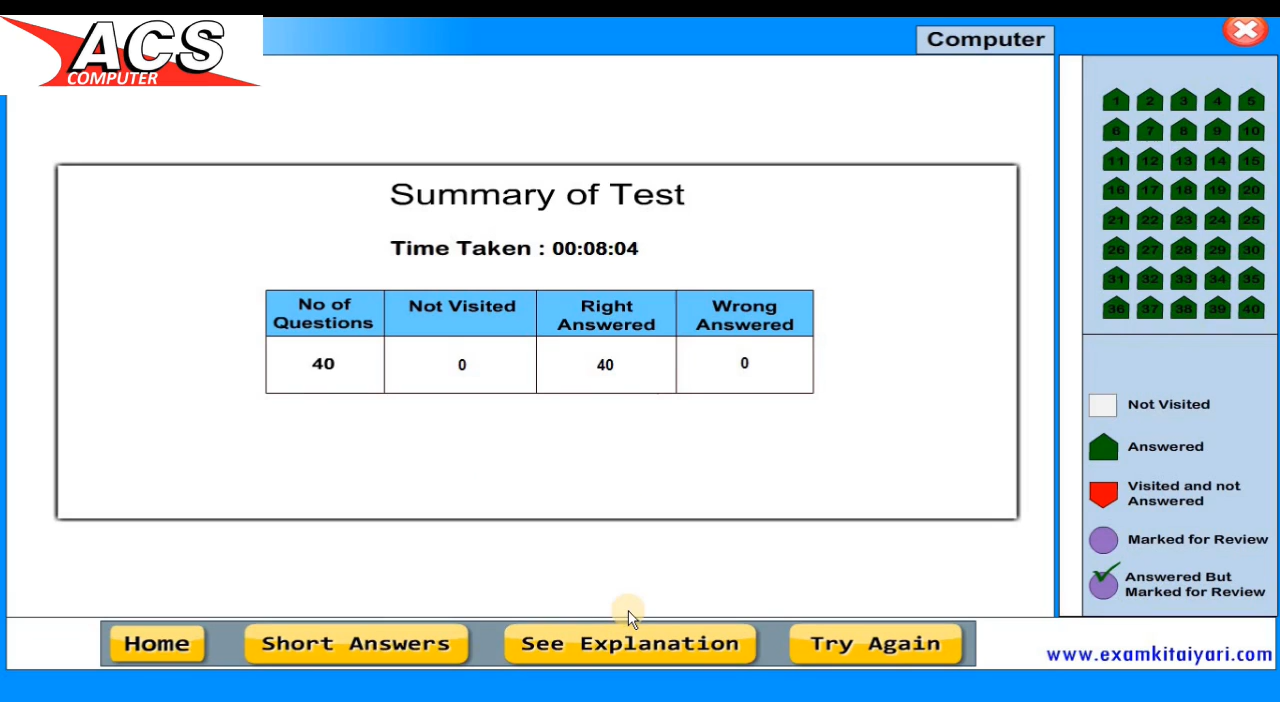 ACS
COMPUTER
Computer
1 2 3 4 5
6 7 8 9 10
11 12 13 14 15
16 17 18 19 20
21 22 23 24 25
26 27 28 29 30
31 32 33 34 35
36 37 38 39 40
Summary of Test
Time Taken : 00:08:04
No of Questions Not Visited Right Answered Wrong Answered
40 0 40 0
Not Visited
Answered
Visited and not
Answered
Marked for Review
Answered But
Marked for Review
Home Short Answers See Explanation Try Again
www.examkitaiyari.com